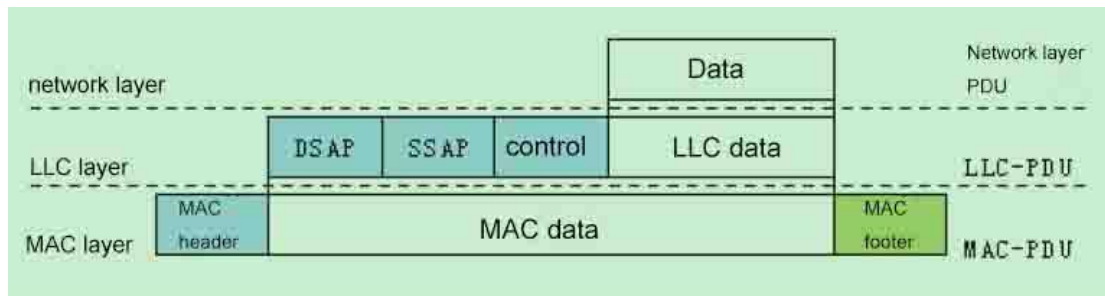 network layer
Data
Network layer
PDU
LLC layer
DSAP
SSAP
control
LLC data
LLC-PDU
MAC layer
MAC
header
MAC data
MAC
footer
MAC-PDU